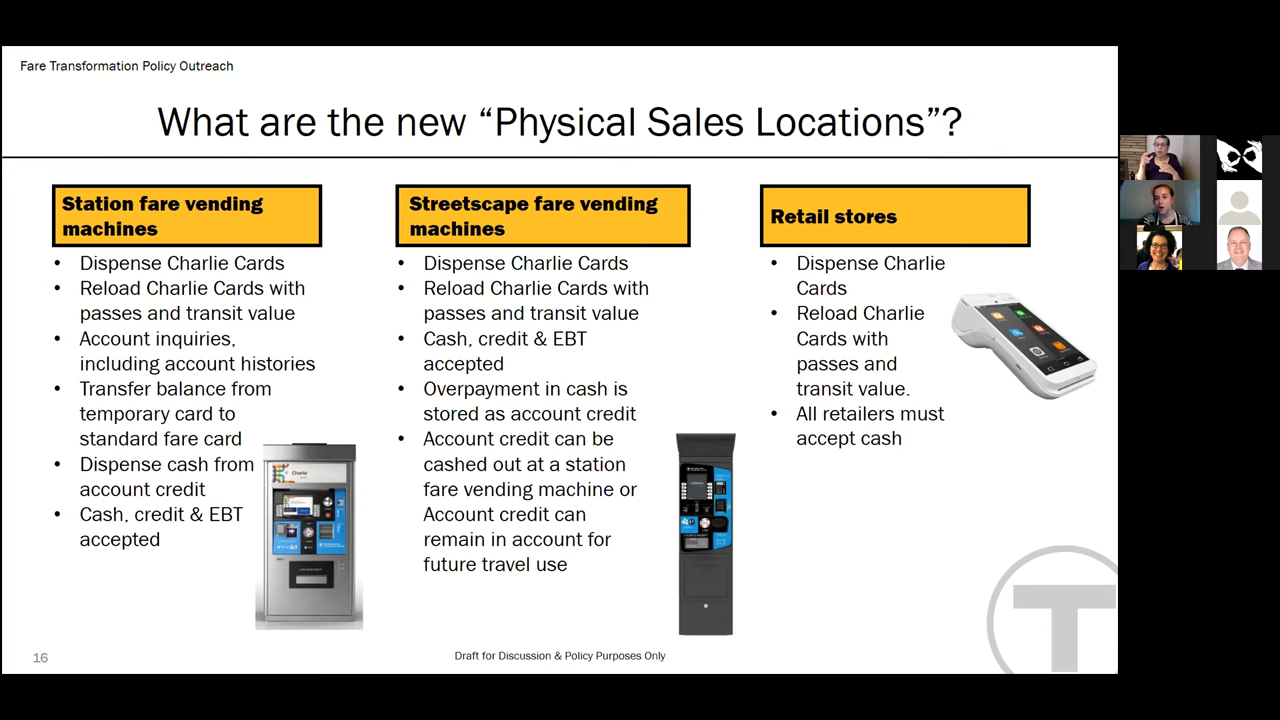 Fare Transformation Policy Outreach
What are the new “Physical Sales Locations”?
Station fare vending
machines
• Dispense Charlie Cards
• Reload Charlie Cards with
passes and transit value
• Account inquiries,
including account histories
• Transfer balance from
temporary card to
standard fare card
• Dispense cash from
account credit
• Cash, credit & EBT
accepted
Charlie
Streetscape fare vending
machines
• Dispense Charlie Cards
• Reload Charlie Cards with
passes and transit value
• Cash, credit & EBT
accepted
• Overpayment in cash is
stored as account credit
• Account credit can be
cashed out at a station
fare vending machine or
Account credit can
remain in account for
future travel use
Retail stores
• Dispense Charlie
Cards
• Reload Charlie
Cards with
passes and
transit value.
• All retailers must
accept cash
T
16
Draft for Discussion & Policy Purposes Only